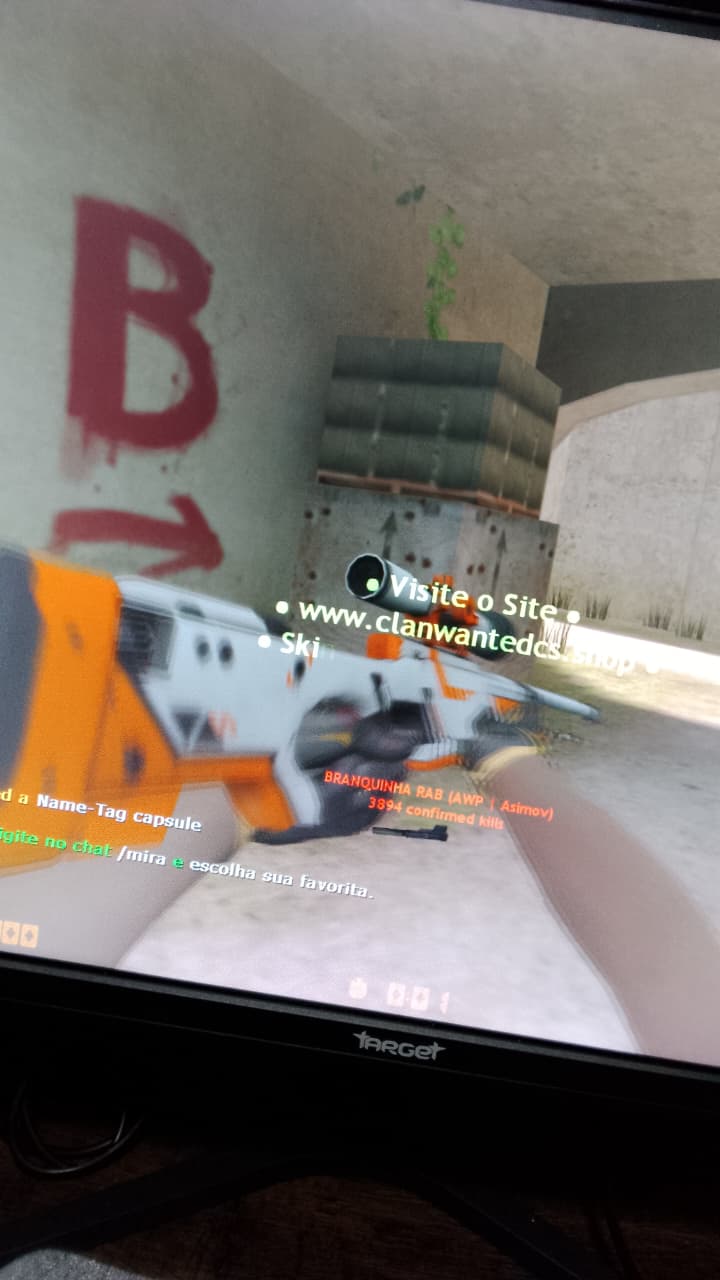 B
• Visite o Site •
• www.clanwantedcs.shop •
• Ski
BRANQUINHA RAB (AWP | Asimov)
3894 confirmed kills
d a Name-Tag capsule
igite no chat /mira e escolha sua favorita.
TARGET